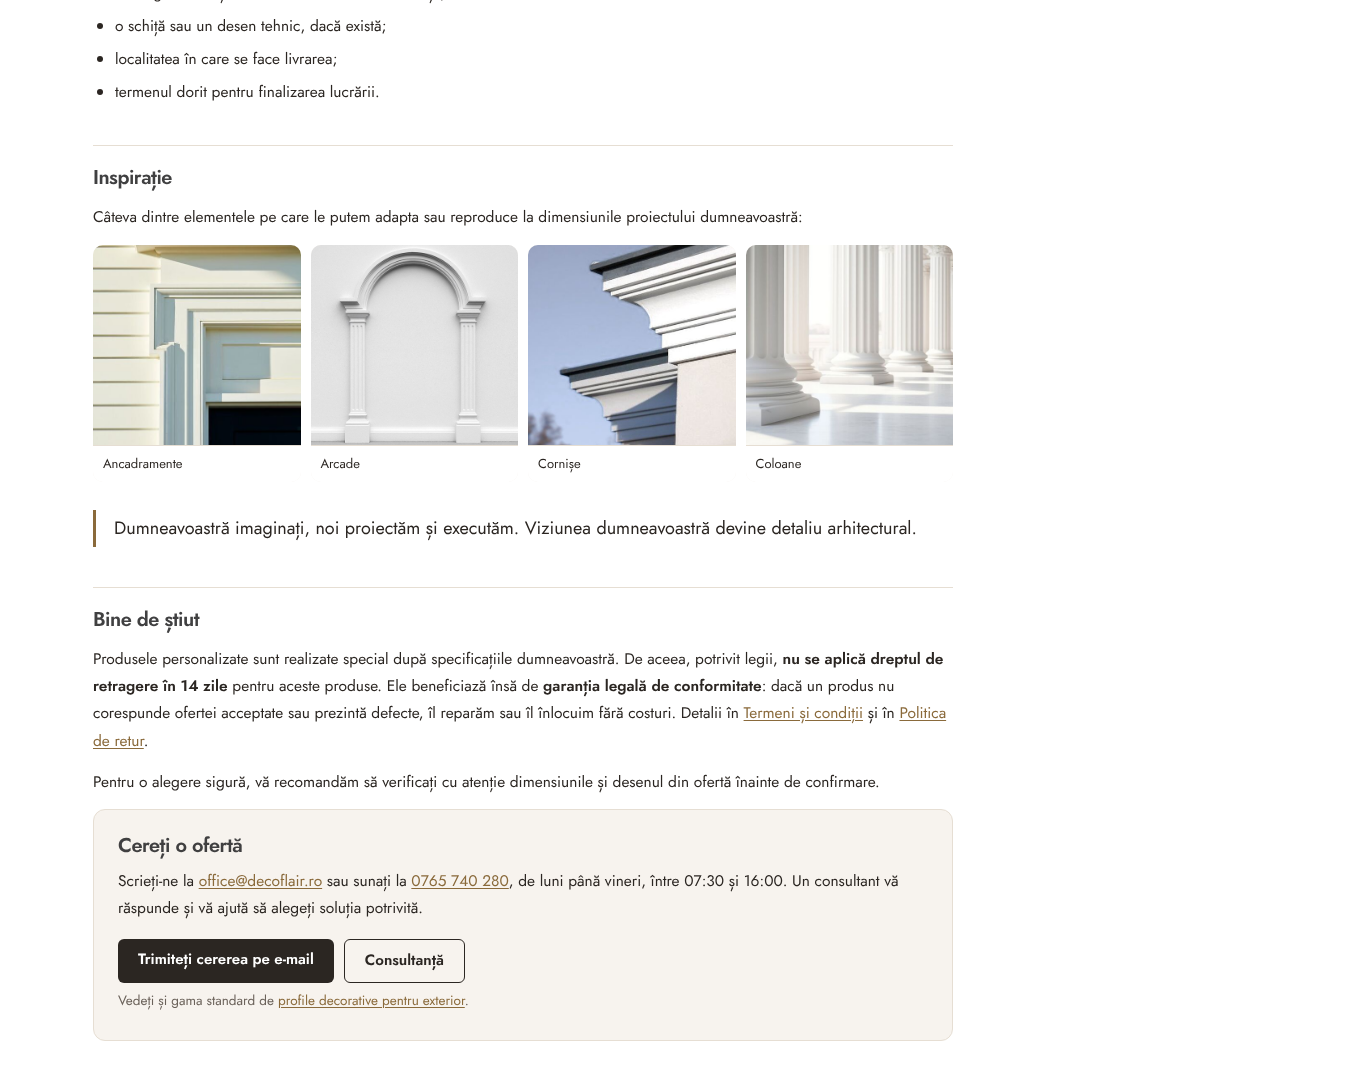 o schiță sau un desen tehnic, dacă există;
localitatea în care se face livrarea;
termenul dorit pentru finalizarea lucrării.
Inspirație
Câteva dintre elementele pe care le putem adapta sau reproduce la dimensiunile proiectului dumneavoastră:
Ancadramente
Arcade
Cornișe
Coloane
Dumneavoastră imaginați, noi proiectăm și executăm. Viziunea dumneavoastră devine detaliu arhitectural.
Bine de știut
Produsele personalizate sunt realizate special după specificațiile dumneavoastră. De aceea, potrivit legii, nu se aplică dreptul de
retragere în 14 zile pentru aceste produse. Ele beneficiază însă de garanția legală de conformitate: dacă un produs nu
corespunde ofertei acceptate sau prezintă defecte, îl reparăm sau îl înlocuim fără costuri. Detalii în Termeni și condiții și în Politica
de retur.
Pentru o alegere sigură, vă recomandăm să verificați cu atenție dimensiunile și desenul din ofertă înainte de confirmare.
Cereți o ofertă
Scrieți-ne la office@decoflair.ro sau sunați la 0765 740 280, de luni până vineri, între 07:30 și 16:00. Un consultant vă
răspunde și vă ajută să alegeți soluția potrivită.
Trimiteți cererea pe e-mail
Consultanță
Vedeți și gama standard de profile decorative pentru exterior.